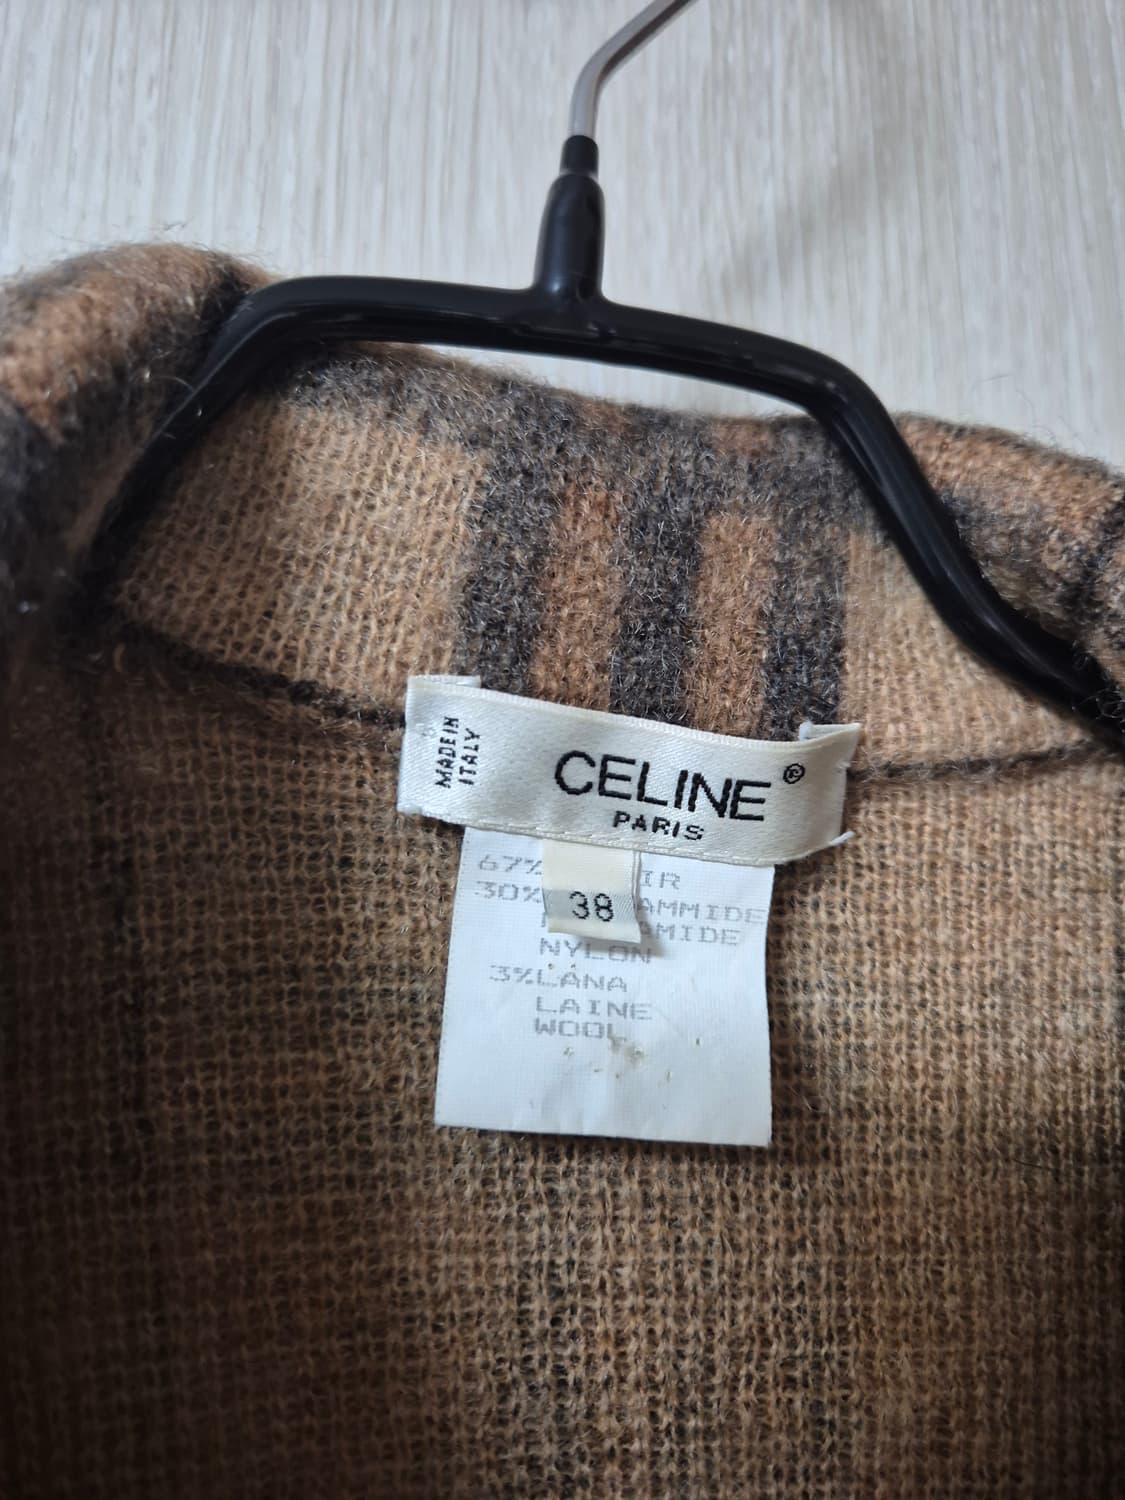 MADE IN
ITALY
CELINE®
PARIS
67%
30%
38
NYLON
3%LANA
LAINE
WOOL